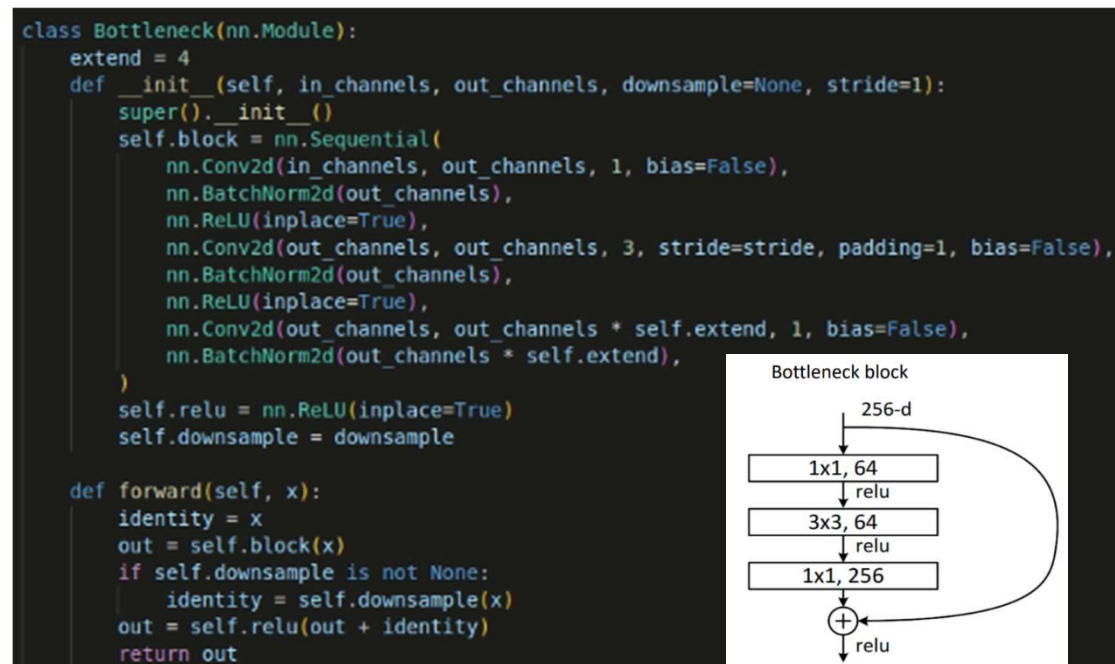 class Bottleneck(nn.Module):
    extend = 4
    def __init__(self, in_channels, out_channels, downsample=None, stride=1):
        super().__init__()
        self.block = nn.Sequential(
            nn.Conv2d(in_channels, out_channels, 1, bias=False),
            nn.BatchNorm2d(out_channels),
            nn.ReLU(inplace=True),
            nn.Conv2d(out_channels, out_channels, 3, stride=stride, padding=1, bias=False),
            nn.BatchNorm2d(out_channels),
            nn.ReLU(inplace=True),
            nn.Conv2d(out_channels, out_channels * self.extend, 1, bias=False),
            nn.BatchNorm2d(out_channels * self.extend),
        )
        self.relu = nn.ReLU(inplace=True)
        self.downsample = downsample
    def forward(self, x):
        identity = x
        out = self.block(x)
        if self.downsample is not None:
            identity = self.downsample(x)
        out = self.relu(out + identity)
        return out
Bottleneck block
256-d
1x1, 64
relu
3x3, 64
relu
1x1, 256
+
relu